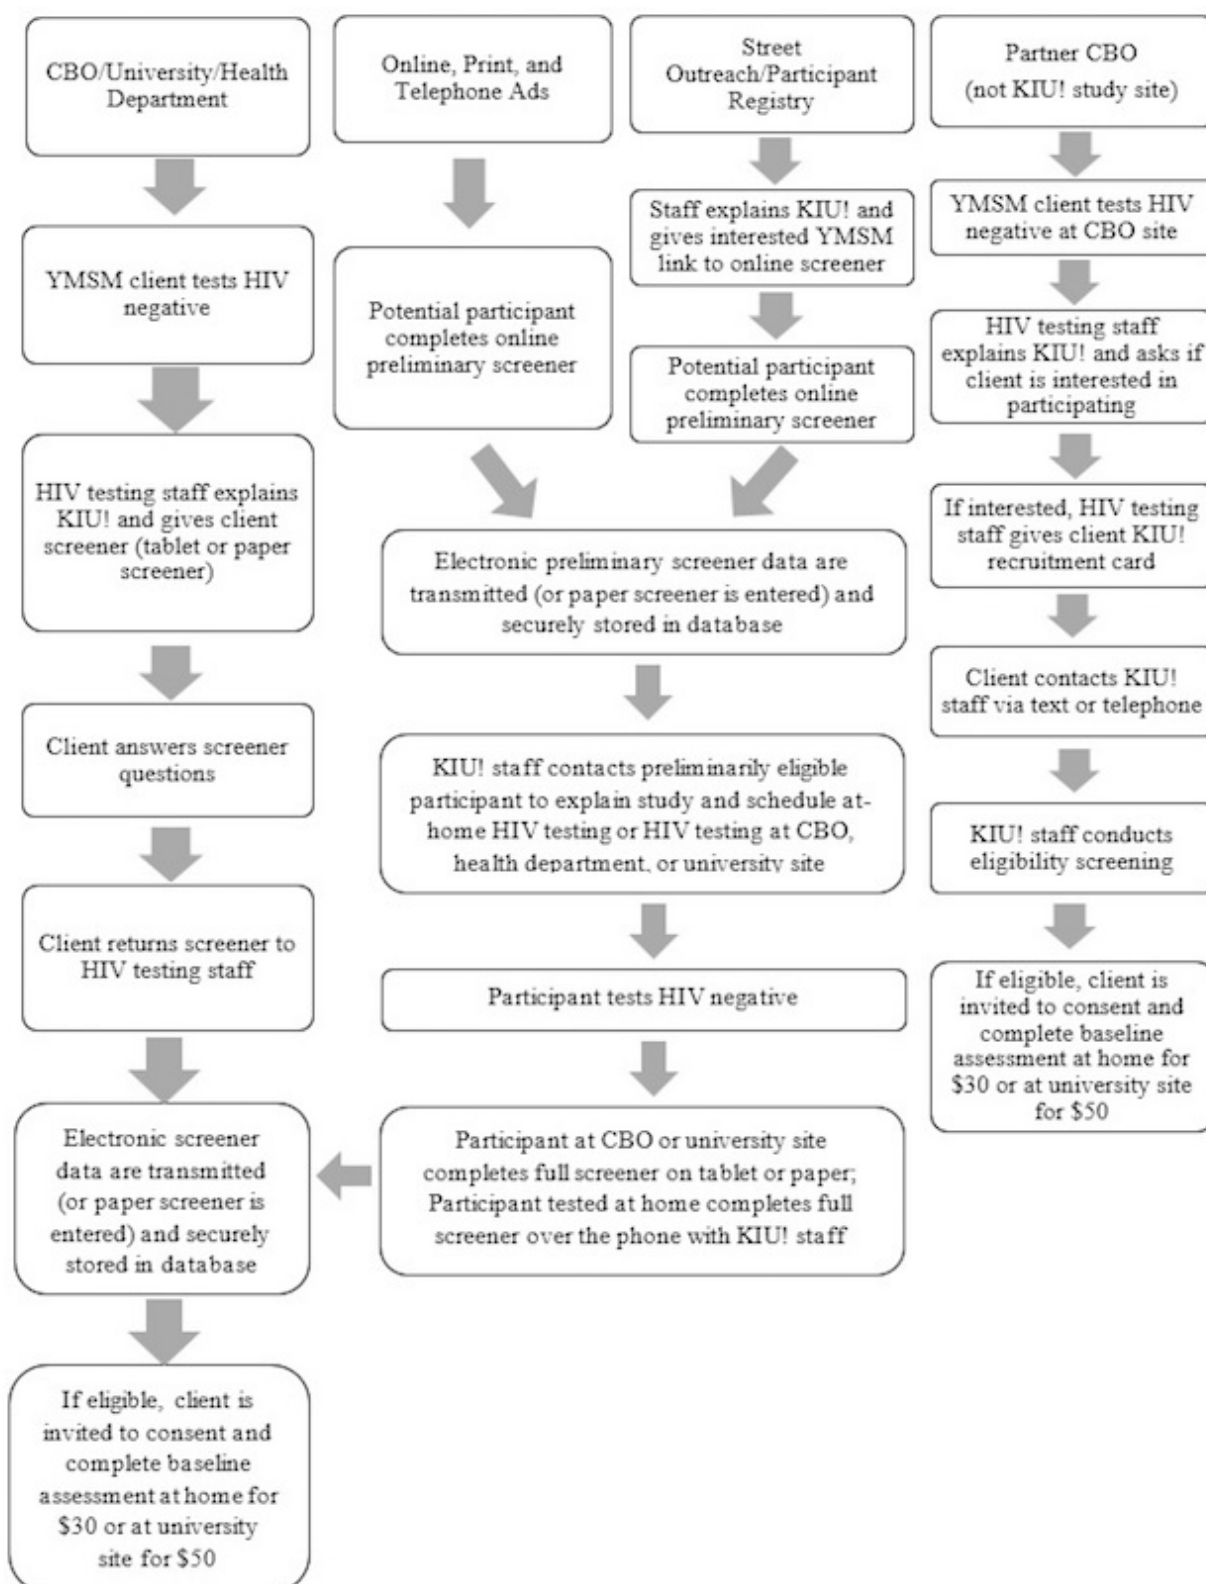 CBO/University/Health
Department
YMSM client tests HIV
negative
HIV testing staff explains
KIU! and gives client
screener (tablet or paper
screener)
Client answers screener
questions
Client returns screener to
HIV testing staff
Electronic screener
data are transmitted
(or paper screener is
entered) and securely
stored in database
If eligible, client is
invited to consent and
complete baseline
assessment at home for
$30 or at university
site for $50
Online, Print, and
Telephone Ads
Potential participant
completes online
preliminary screener
Street
Outreach/Participant
Registry
Staff explains KIU! and
gives interested YMSM
link to online screener
Potential participant
completes online
preliminary screener
Electronic preliminary screener data are
transmitted (or paper screener is entered) and
securely stored in database
KIU! staff contacts preliminarily eligible
participant to explain study and schedule at-
home HIV testing or HIV testing at CBO,
health department, or university site
Participant tests HIV negative
Participant at CBO or university site
completes full screener on tablet or paper;
Participant tested at home completes full
screener over the phone with KIU! staff
Partner CBO
(not KIU! study site)
YMSM client tests HIV
negative at CBO site
HIV testing staff
explains KIU! and asks if
client is interested in
participating
If interested, HIV testing
staff gives client KIU!
recruitment card
Client contacts KIU!
staff via text or telephone
KIU! staff conducts
eligibility screening
If eligible, client is
invited to consent and
complete baseline
assessment at home for
$30 or at university site
for $50